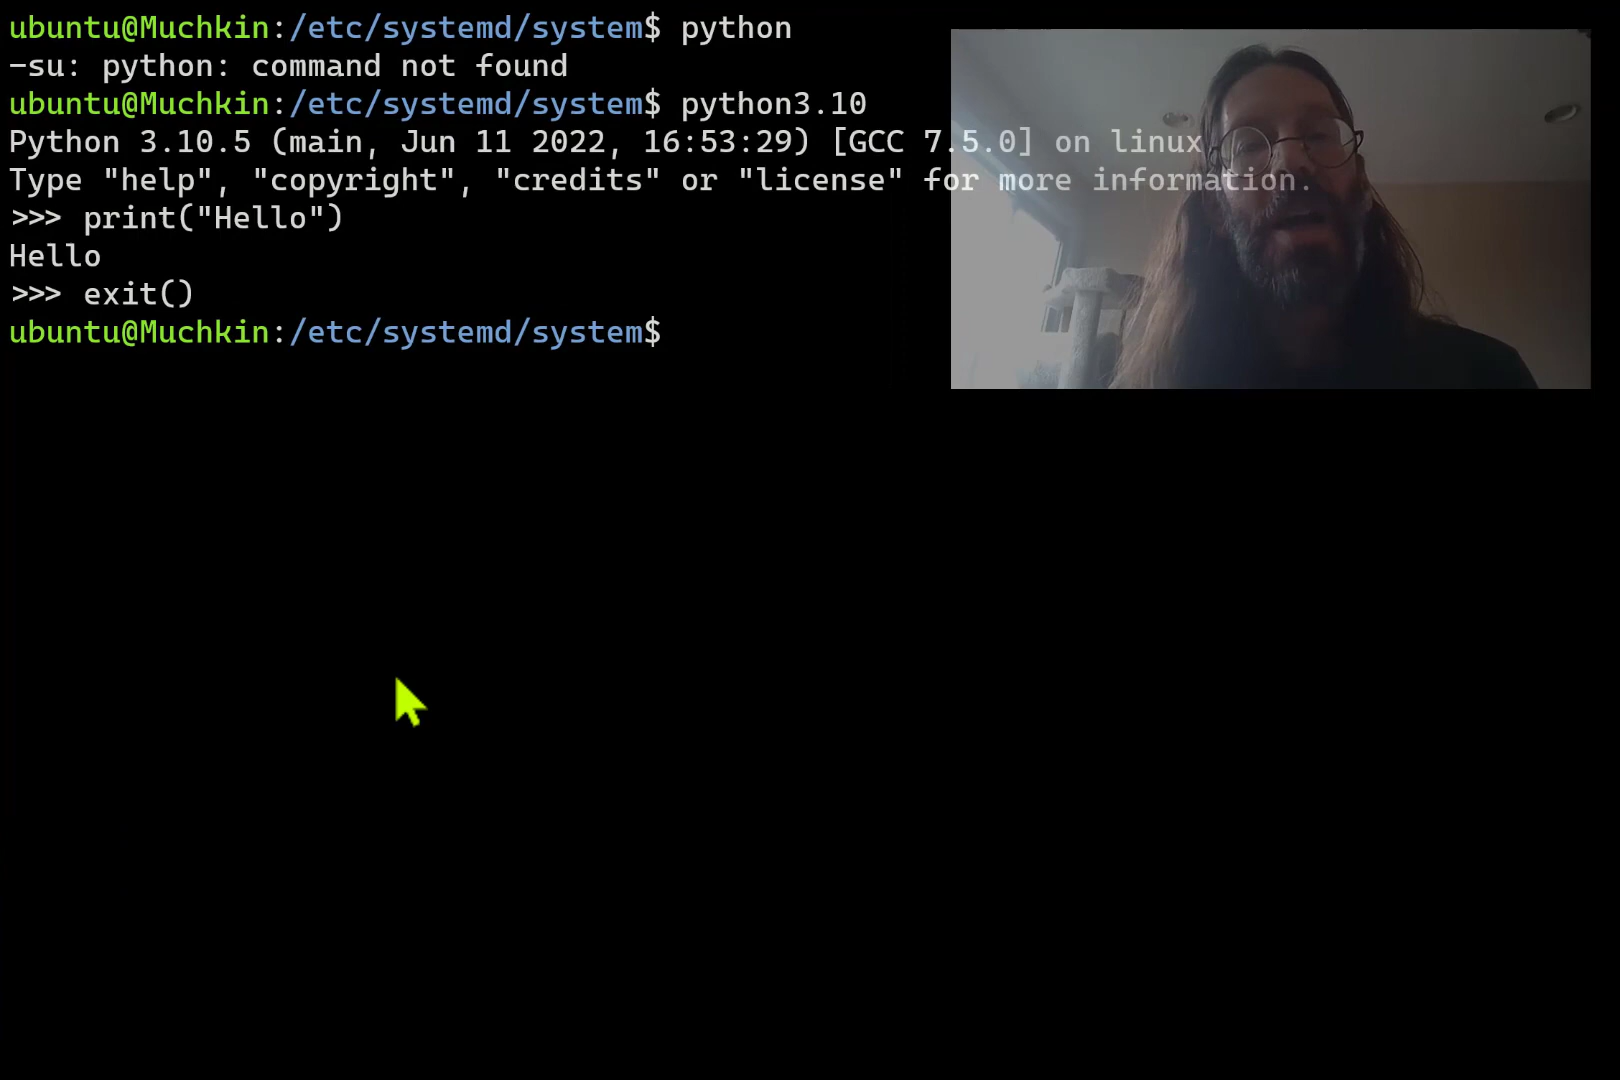 ubuntu@Muchkin:/etc/systemd/system$ python
-su: python: command not found
ubuntu@Muchkin:/etc/systemd/system$ python3.10
Python 3.10.5 (main, Jun 11 2022, 16:53:29) [GCC 7.5.0] on linux
Type "help", "copyright", "credits" or "license" for more information.
>>> print("Hello")
Hello
>>> exit()
ubuntu@Muchkin:/etc/systemd/system$